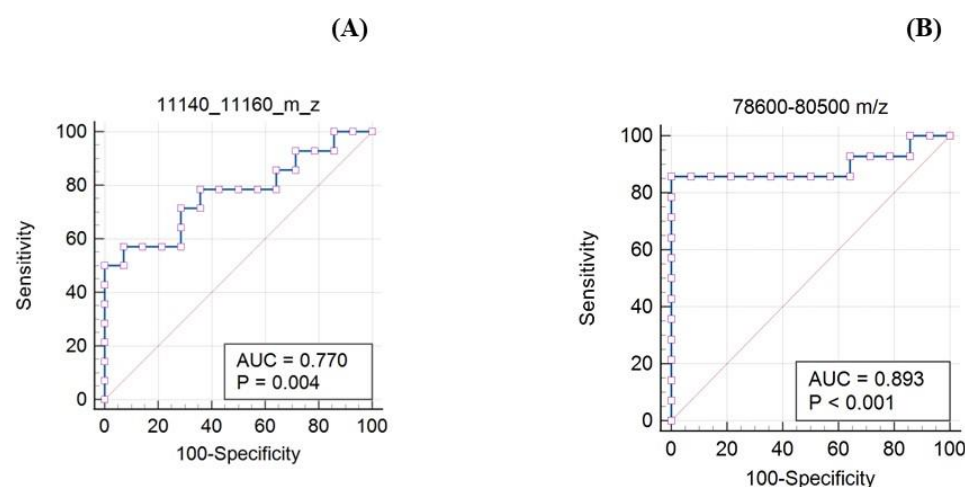 (A)
11140_11160_m_z
100
80
60
40
20
0
Sensitivity
AUC = 0.770
P = 0.004
0 20 40 60 80 100
100-Specificity
(B)
78600-80500 m/z
100
80
60
40
20
0
Sensitivity
AUC = 0.893
P < 0.001
0 20 40 60 80 100
100-Specificity